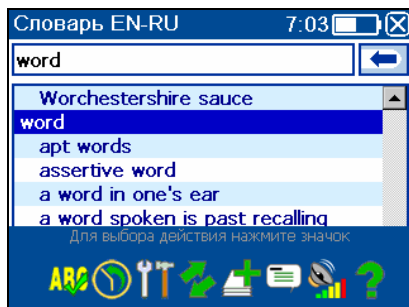 Словарь EN-RU 7:03
word
Worchestershire sauce
word
apt words
assertive word
a word in one's ear
a word spoken is past recalling
Для выбора действия нажмите значок
ABC
?